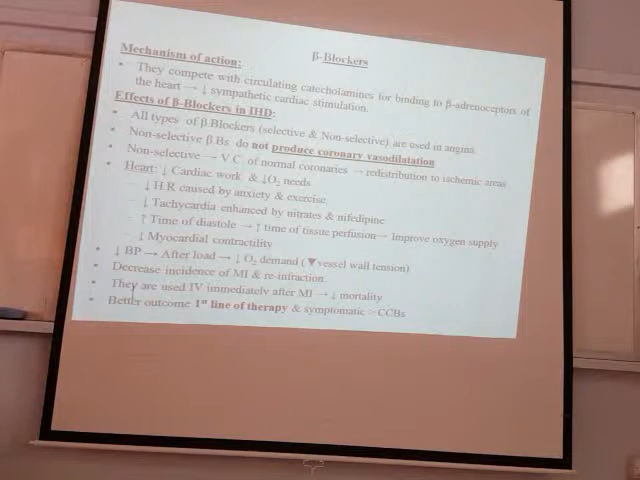 β-Blockers
Mechanism of action:
• They compete with circulating catecholamines for binding to β-adrenoceptors of
the heart → ↓ sympathetic cardiac stimulation.
Effects of β-Blockers in IHD:
• All types of β Blockers (selective & Non-selective) are used in angina
• Non-selective β Bs do not produce coronary vasodilatation
• Non-selective → V.C. of normal coronaries → redistribution to ischemic areas
• Heart: ↓ Cardiac work & ↓O₂ needs
↓ H.R caused by anxiety & exercise
↓ Tachycardia enhanced by nitrates & nifedipine
↑ Time of diastole → ↑ time of tissue perfusion → Improve oxygen supply
↓ Myocardial contractility
• ↓ BP → After load → ↓ O₂ demand (▼vessel wall tension)
• Decrease incidence of MI & re-infraction
• They are used IV immediately after MI → ↓ mortality
• Better outcome 1st line of therapy & symptomatic > CCBs